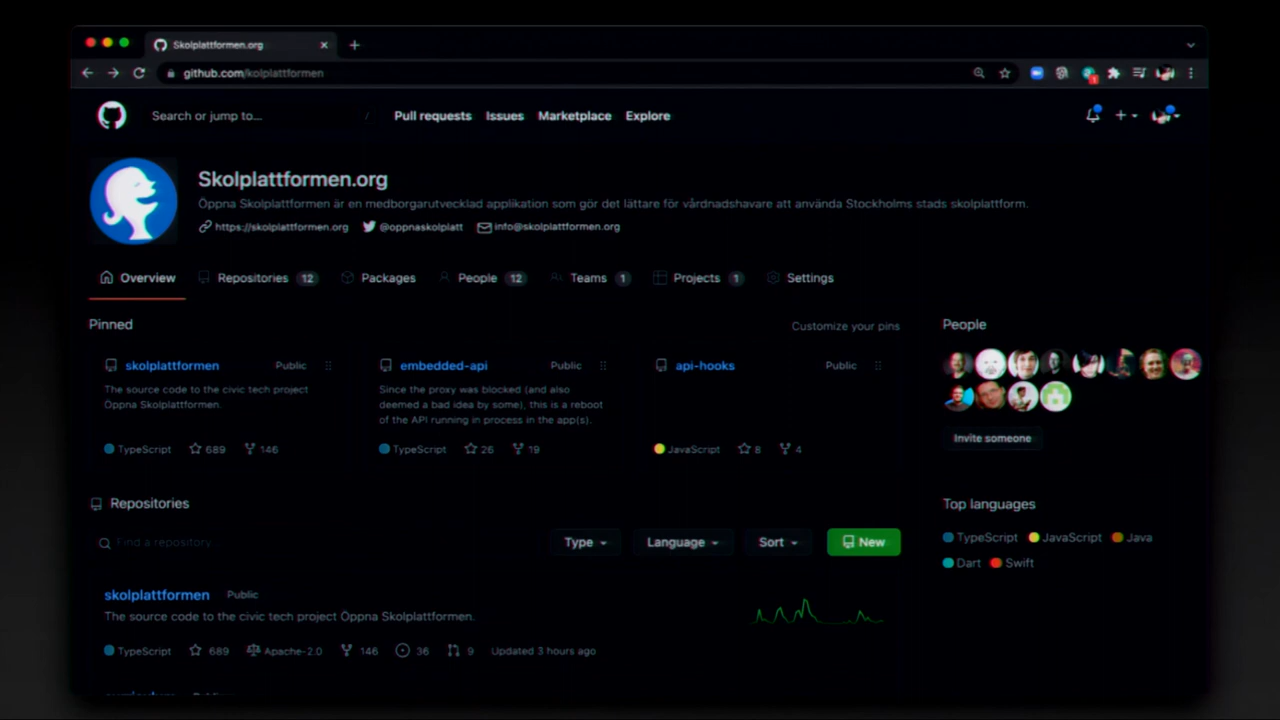 Skolplattformen.org
github.com/kolplattformen
Search or jump to... / Pull requests Issues Marketplace Explore
Skolplattformen.org
Öppna Skolplattformen är en medborgarutvecklad applikation som gör det lättare för vårdnadshavare att använda Stockholms stads skolplattform.
https://skolplattformen.org @oppnaskolplatt info@skolplattformen.org
Overview Repositories 12 Packages People 12 Teams 1 Projects 1 Settings
Pinned Customize your pins
skolplattformen Public
The source code to the civic tech project
Öppna Skolplattformen.
TypeScript 689 146
embedded-api Public
Since the proxy was blocked (and also
deemed a bad idea by some), this is a reboot
of the API running in process in the app(s).
TypeScript 26 19
api-hooks Public
JavaScript 8 4
People
Invite someone
Repositories
Find a repository...
Type Language Sort New
Top languages
TypeScript JavaScript Java
Dart Swift
skolplattformen Public
The source code to the civic tech project Öppna Skolplattformen.
TypeScript 689 Apache-2.0 146 36 9 Updated 3 hours ago